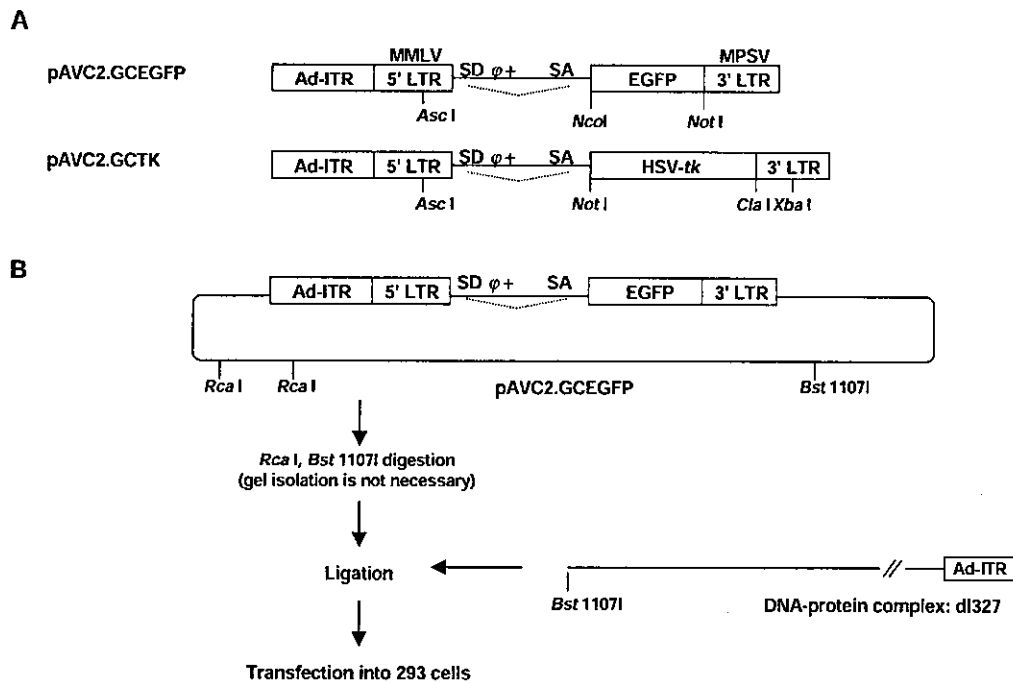 A
MMLV
MPSV
pAVC2.GCEGFP
Ad-ITR 5' LTR SD φ+ SA EGFP 3' LTR
Asc I NcoI Not I
pAVC2.GCTK
Ad-ITR 5' LTR SD φ+ SA HSV-tk 3' LTR
Asc I Not I Cla I Xba I
B
Ad-ITR 5' LTR SD φ+ SA EGFP 3' LTR
Rca I Rca I pAVC2.GCEGFP Bst 1107I
Rca I, Bst 1107I digestion
(gel isolation is not necessary)
Ligation
Ad-ITR
Bst 1107I
DNA-protein complex: dl327
Transfection into 293 cells